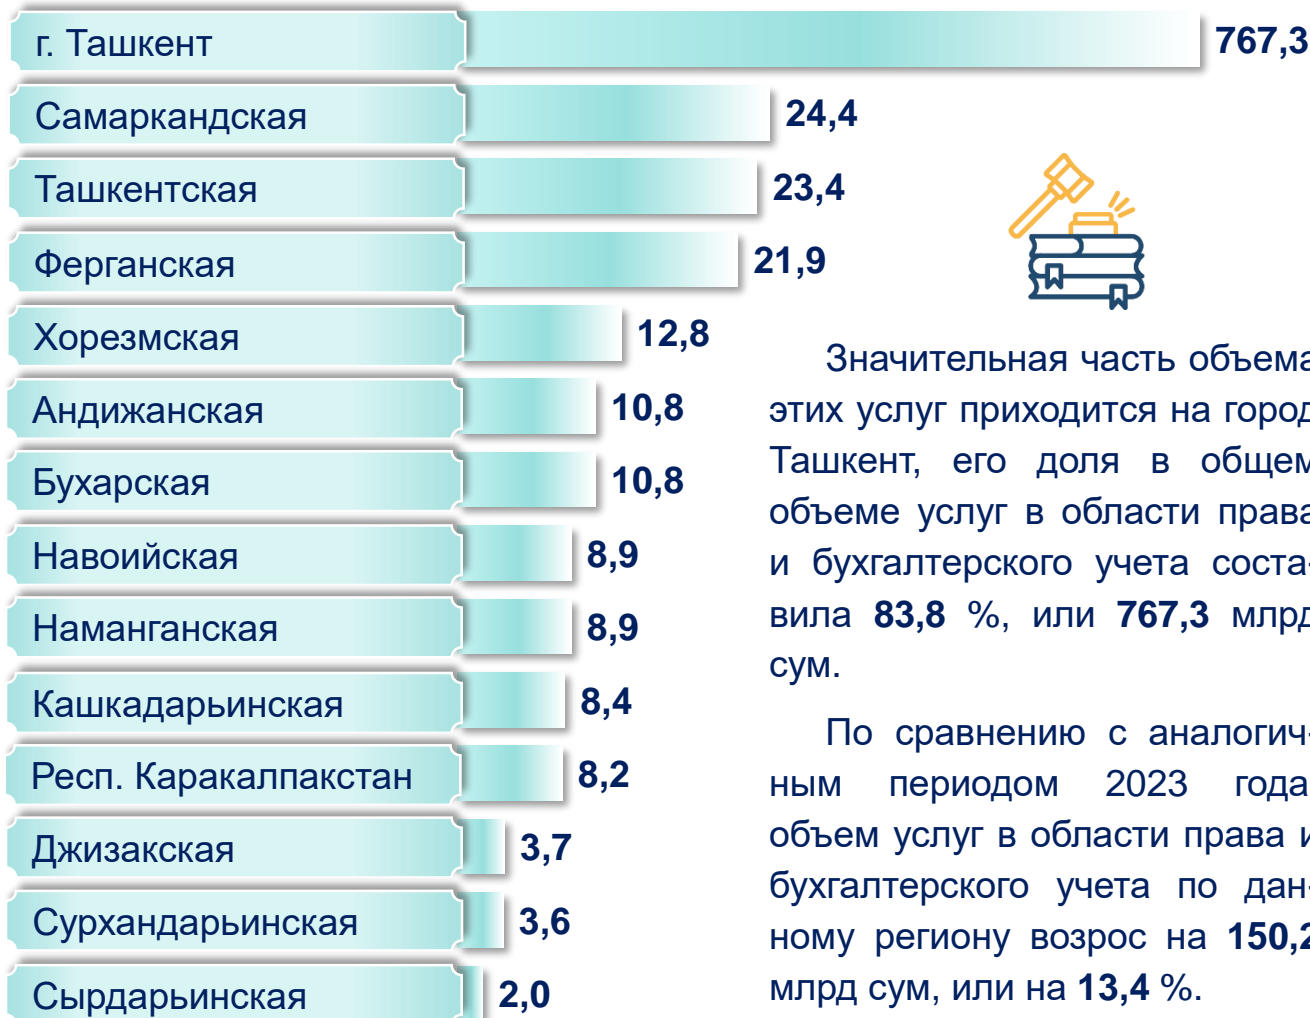 г. Ташкент 767,3
Самаркандская 24,4
Ташкентская 23,4
Ферганская 21,9
Хорезмская 12,8
Андижанская 10,8
Бухарская 10,8
Навоийская 8,9
Наманганская 8,9
Кашкадарьинская 8,4
Респ. Каракалпакстан 8,2
Джизакская 3,7
Сурхандарьинская 3,6
Сырдарьинская 2,0
Значительная часть объема
этих услуг приходится на город
Ташкент, его доля в общем
объеме услуг в области права
и бухгалтерского учета соста-
вила 83,8 %, или 767,3 млрд
сум.
По сравнению с аналогич-
ным периодом 2023 года
объем услуг в области права и
бухгалтерского учета по дан-
ному региону возрос на 150,2
млрд сум, или на 13,4 %.